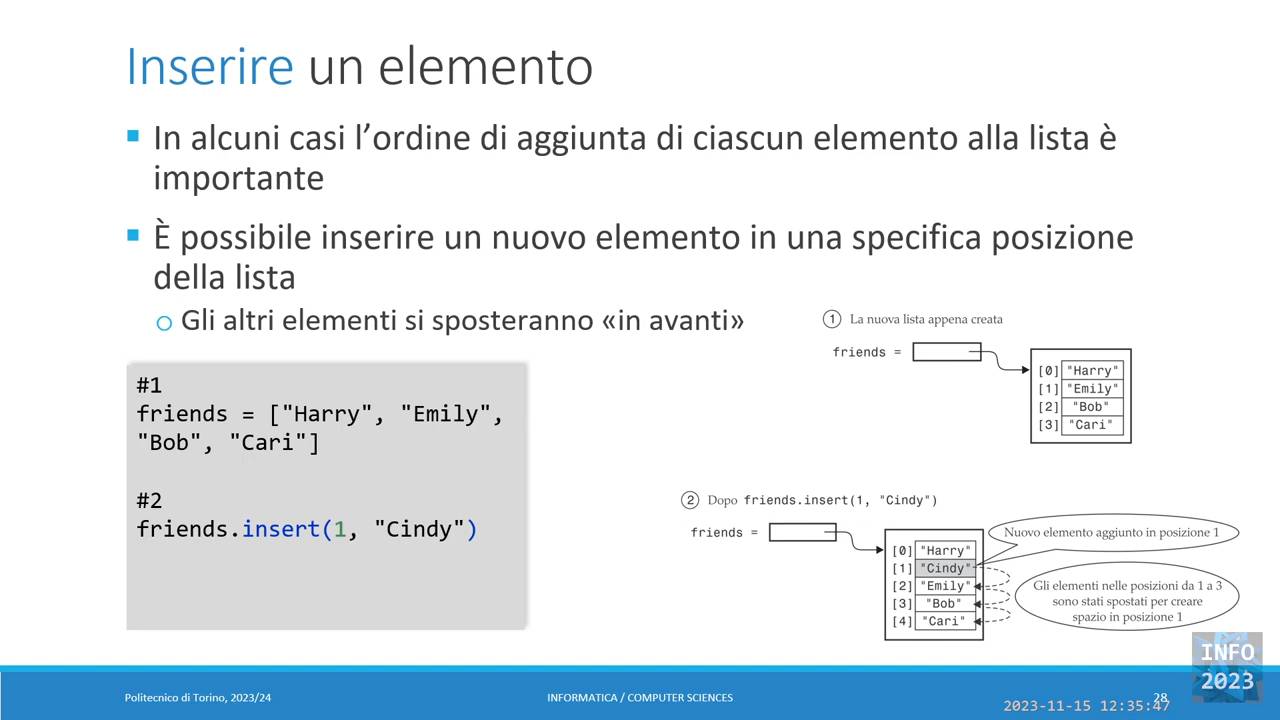 Inserire un elemento
▪ In alcuni casi l’ordine di aggiunta di ciascun elemento alla lista è
importante
▪ È possibile inserire un nuovo elemento in una specifica posizione
della lista
o Gli altri elementi si sposteranno «in avanti»
#1
friends = ["Harry", "Emily",
"Bob", "Cari"]
#2
friends.insert(1, "Cindy")
1 La nuova lista appena creata
friends =
[0] "Harry"
[1] "Emily"
[2] "Bob"
[3] "Cari"
2 Dopo friends.insert(1, "Cindy")
friends =
[0] "Harry"
[1] "Cindy"
[2] "Emily"
[3] "Bob"
[4] "Cari"
Nuovo elemento aggiunto in posizione 1
Gli elementi nelle posizioni da 1 a 3
sono stati spostati per creare
spazio in posizione 1
INFO
2023
Politecnico di Torino, 2023/24
INFORMATICA / COMPUTER SCIENCES
28
2023-11-15 12:35:47